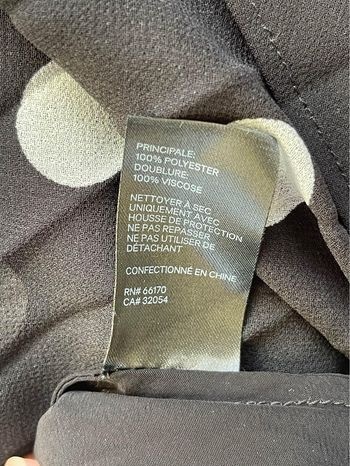 PRINCIPALE:
100% POLYESTER
DOUBLURE:
100% VISCOSE
NETTOYER À SEC
UNIQUEMENT AVEC
HOUSSE DE PROTECTION
NE PAS REPASSER
NE PAS UTILISER DE
DÉTACHANT
CONFECTIONNÉ EN CHINE
RN# 66170
CA# 32054